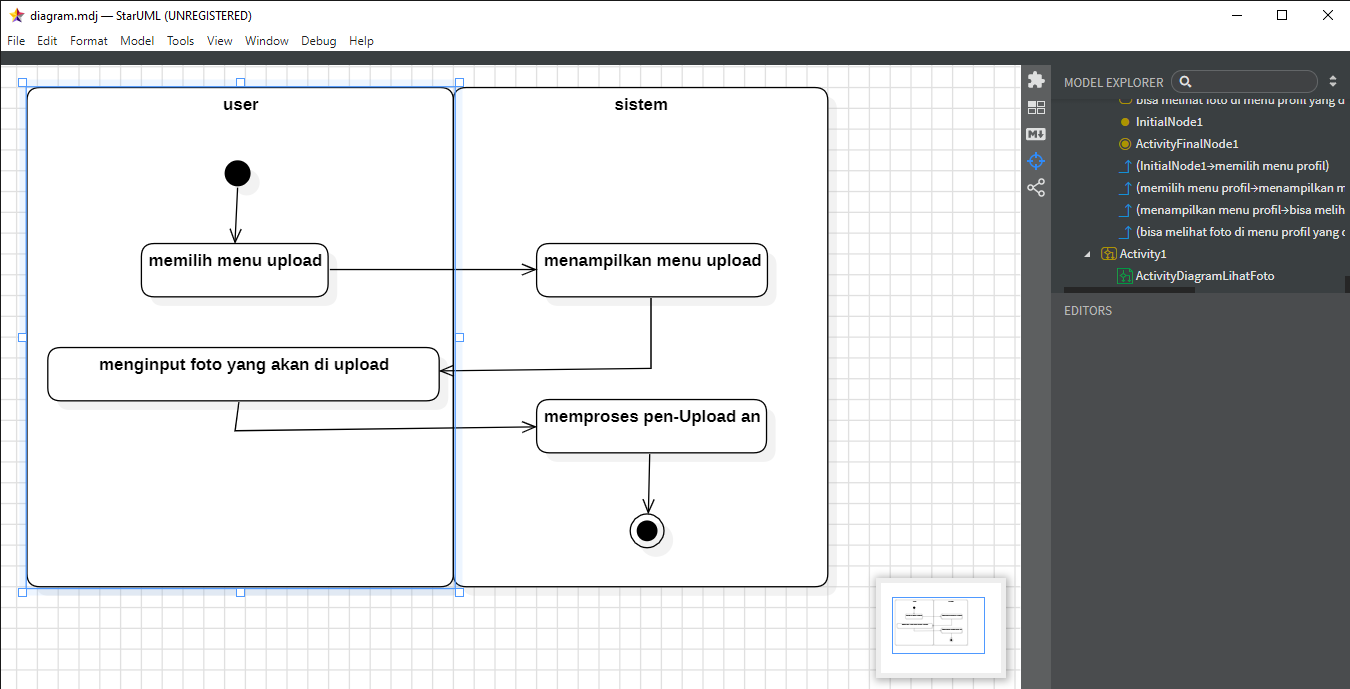 diagram.mdj — StarUML (UNREGISTERED)
File Edit Format Model Tools View Window Debug Help
user
sistem
memilih menu upload
menampilkan menu upload
menginput foto yang akan di upload
memproses pen-Upload an
MODEL EXPLORER
bisa melihat foto di menu profil yang d
InitialNode1
ActivityFinalNode1
(InitialNode1→memilih menu profil)
(memilih menu profil→menampilkan m
(menampilkan menu profil→bisa melih
(bisa melihat foto di menu profil yang d
Activity1
ActivityDiagramLihatFoto
EDITORS